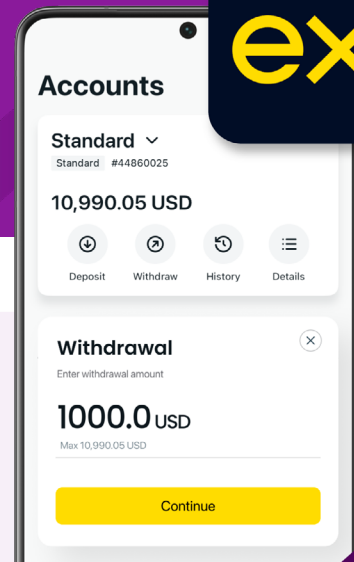 ex
Accounts
Standard
Standard #44860025
10,990.05 USD
Deposit Withdraw History Details
Withdrawal
Enter withdrawal amount
1000.0 USD
Max 10,990.05 USD
Continue